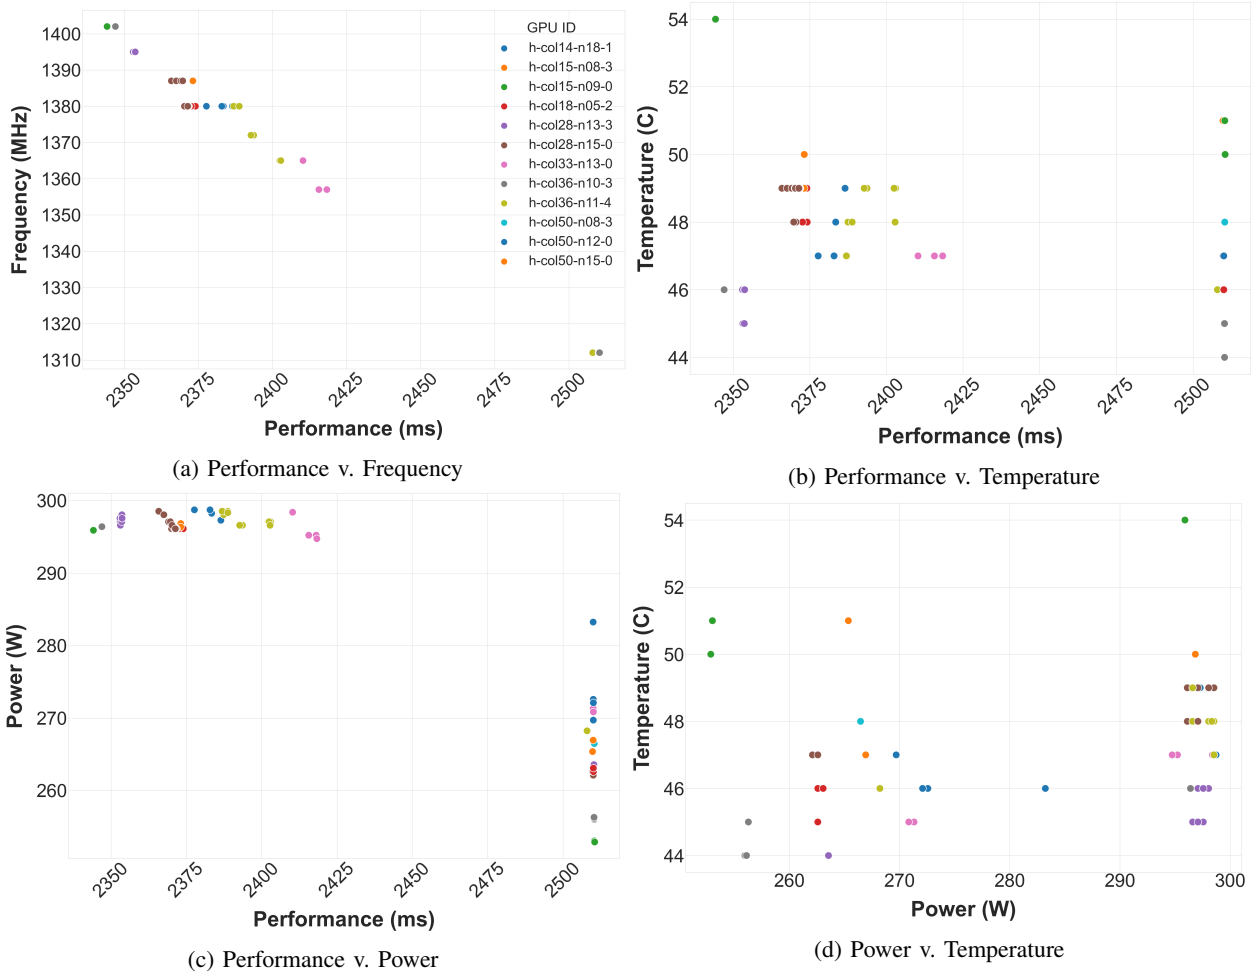 1400
1390
1380
1370
1360
1350
1340
1330
1320
1310
Frequency (MHz)
GPU ID
h-col14-n18-1
h-col15-n08-3
h-col15-n09-0
h-col18-n05-2
h-col28-n13-3
h-col28-n15-0
h-col33-n13-0
h-col36-n10-3
h-col36-n11-4
h-col50-n08-3
h-col50-n12-0
h-col50-n15-0
2350 2375 2400 2425 2450 2475 2500
Performance (ms)
(a) Performance v. Frequency
54
52
50
48
46
44
Temperature (C)
2350 2375 2400 2425 2450 2475 2500
Performance (ms)
(b) Performance v. Temperature
300
290
280
270
260
Power (W)
2350 2375 2400 2425 2450 2475 2500
Performance (ms)
(c) Performance v. Power
54
52
50
48
46
44
Temperature (C)
260 270 280 290 300
Power (W)
(d) Power v. Temperature